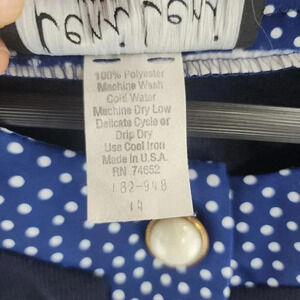 100% Polyester
Machine Wash
Cold Water
Machine Dry Low
Delicate Cycle or
Drip Dry
Use Cool Iron
Made in U.S.A.
RN 74652
182-948
14